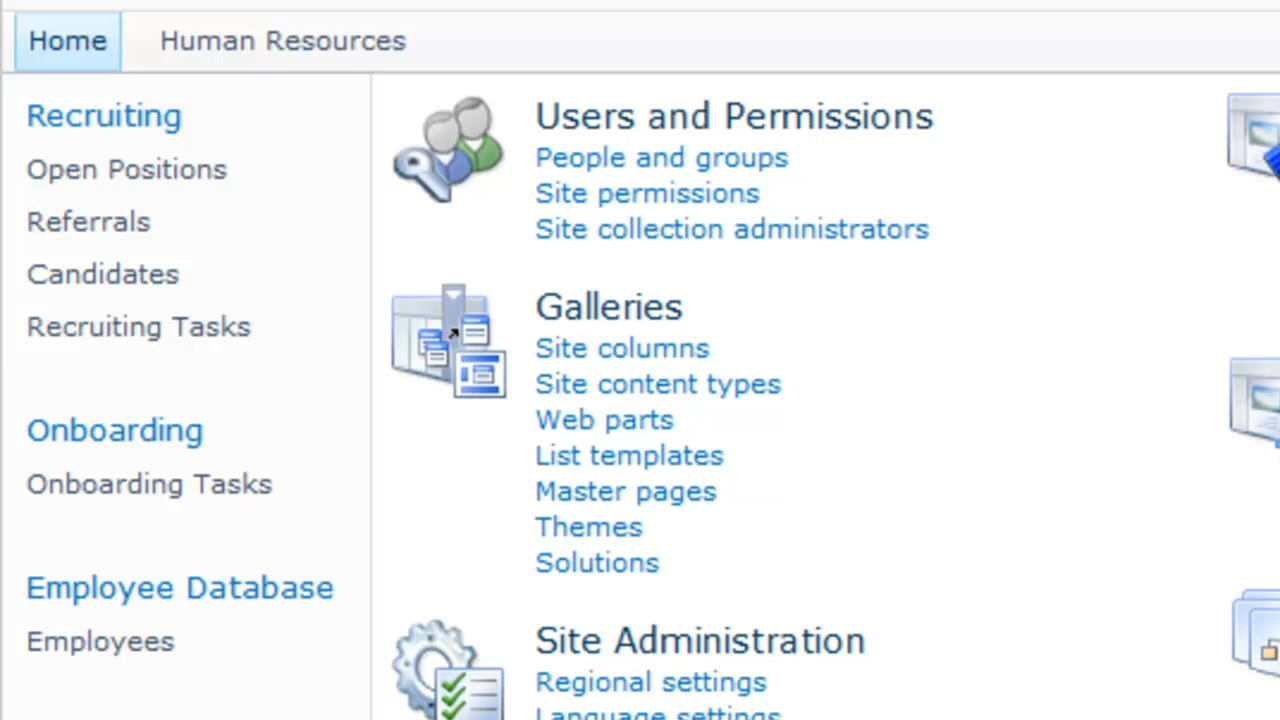 Home
Human Resources
Recruiting
Open Positions
Referrals
Candidates
Recruiting Tasks
Onboarding
Onboarding Tasks
Employee Database
Employees
Users and Permissions
People and groups
Site permissions
Site collection administrators
Galleries
Site columns
Site content types
Web parts
List templates
Master pages
Themes
Solutions
Site Administration
Regional settings
Language settings